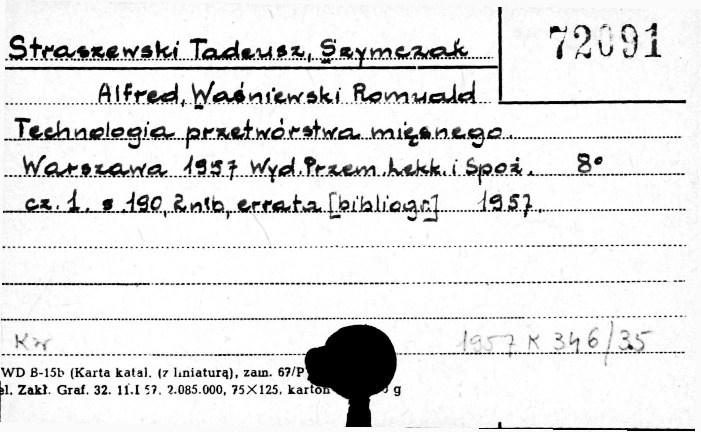 Straszewski Tadeusz, Szymczak
72091
Alfred, Waśniewski Romuald
Technologia przetwórstwa mięsnego.
Warszawa 1957 Wyd. Przem. Lekk. i Spoż. 8°
cz. 1. s. 190, 2 nlb, errata [bibliogr.] 1957.
Kw 1957 K 346/35
WD B-15b (Karta katal. (z liniaturą), zam. 67/P
el. Zakł. Graf. 32. 11.I 57. 2.085.000, 75×125, karton g